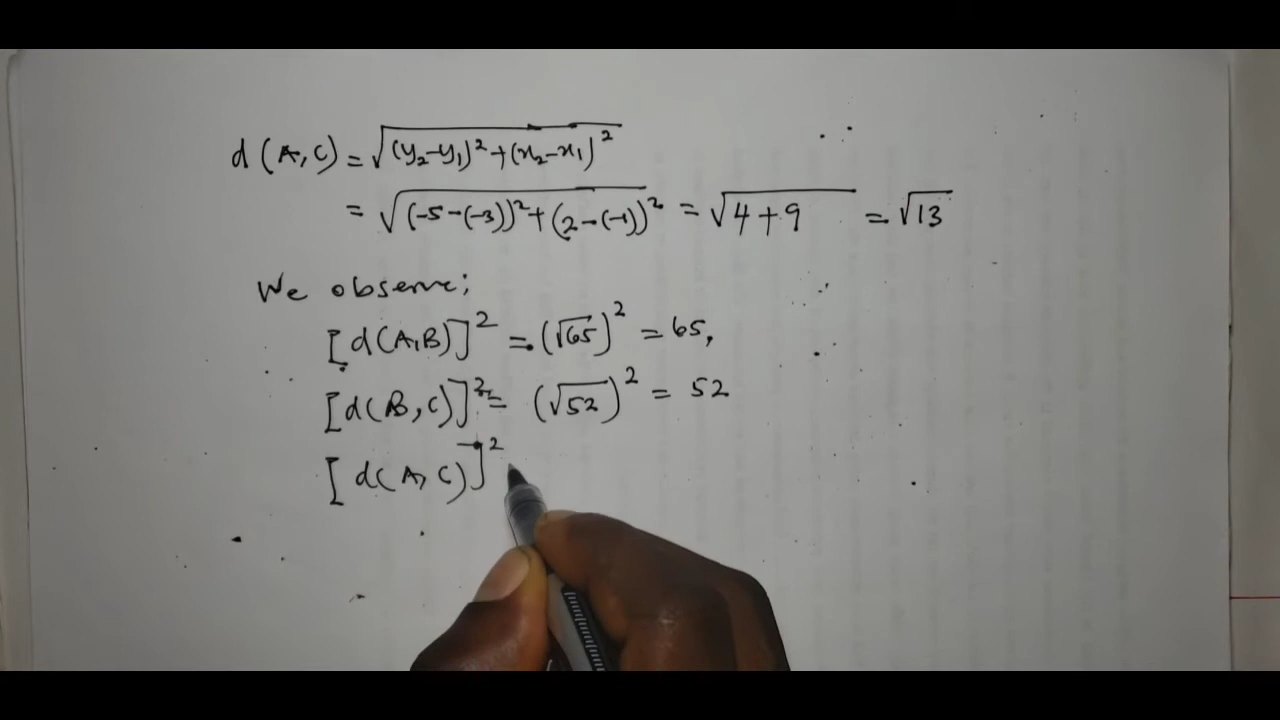 d(A,C) = √((y₂-y₁)²+(x₂-x₁)²)
= √((-5-(-3))²+(2-(-1))²) = √(4+9) = √13
We observe;
[d(A,B)]² = (√65)² = 65,
[d(B,C)]² = (√52)² = 52
[d(A,C)]²